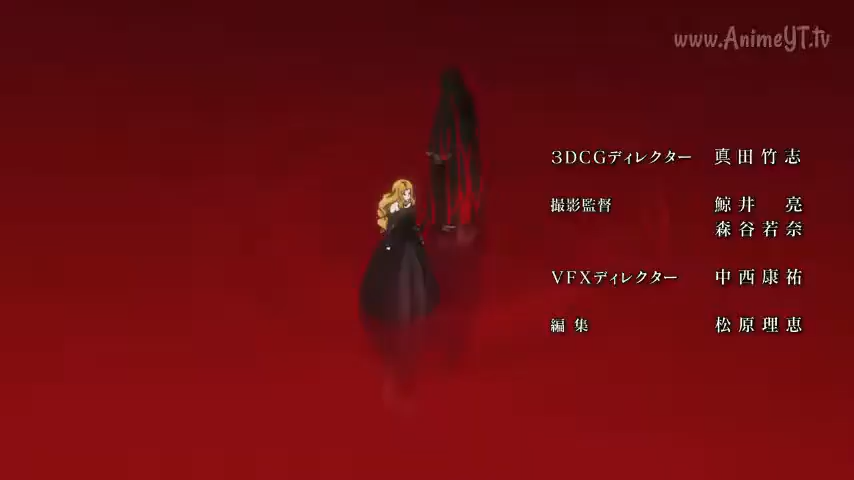 www.AnimeYT.tv
3DCGディレクター 真田竹志
撮影監督 鯨井 亮
森谷若奈
VFXディレクター 中西康祐
編集 松原理恵